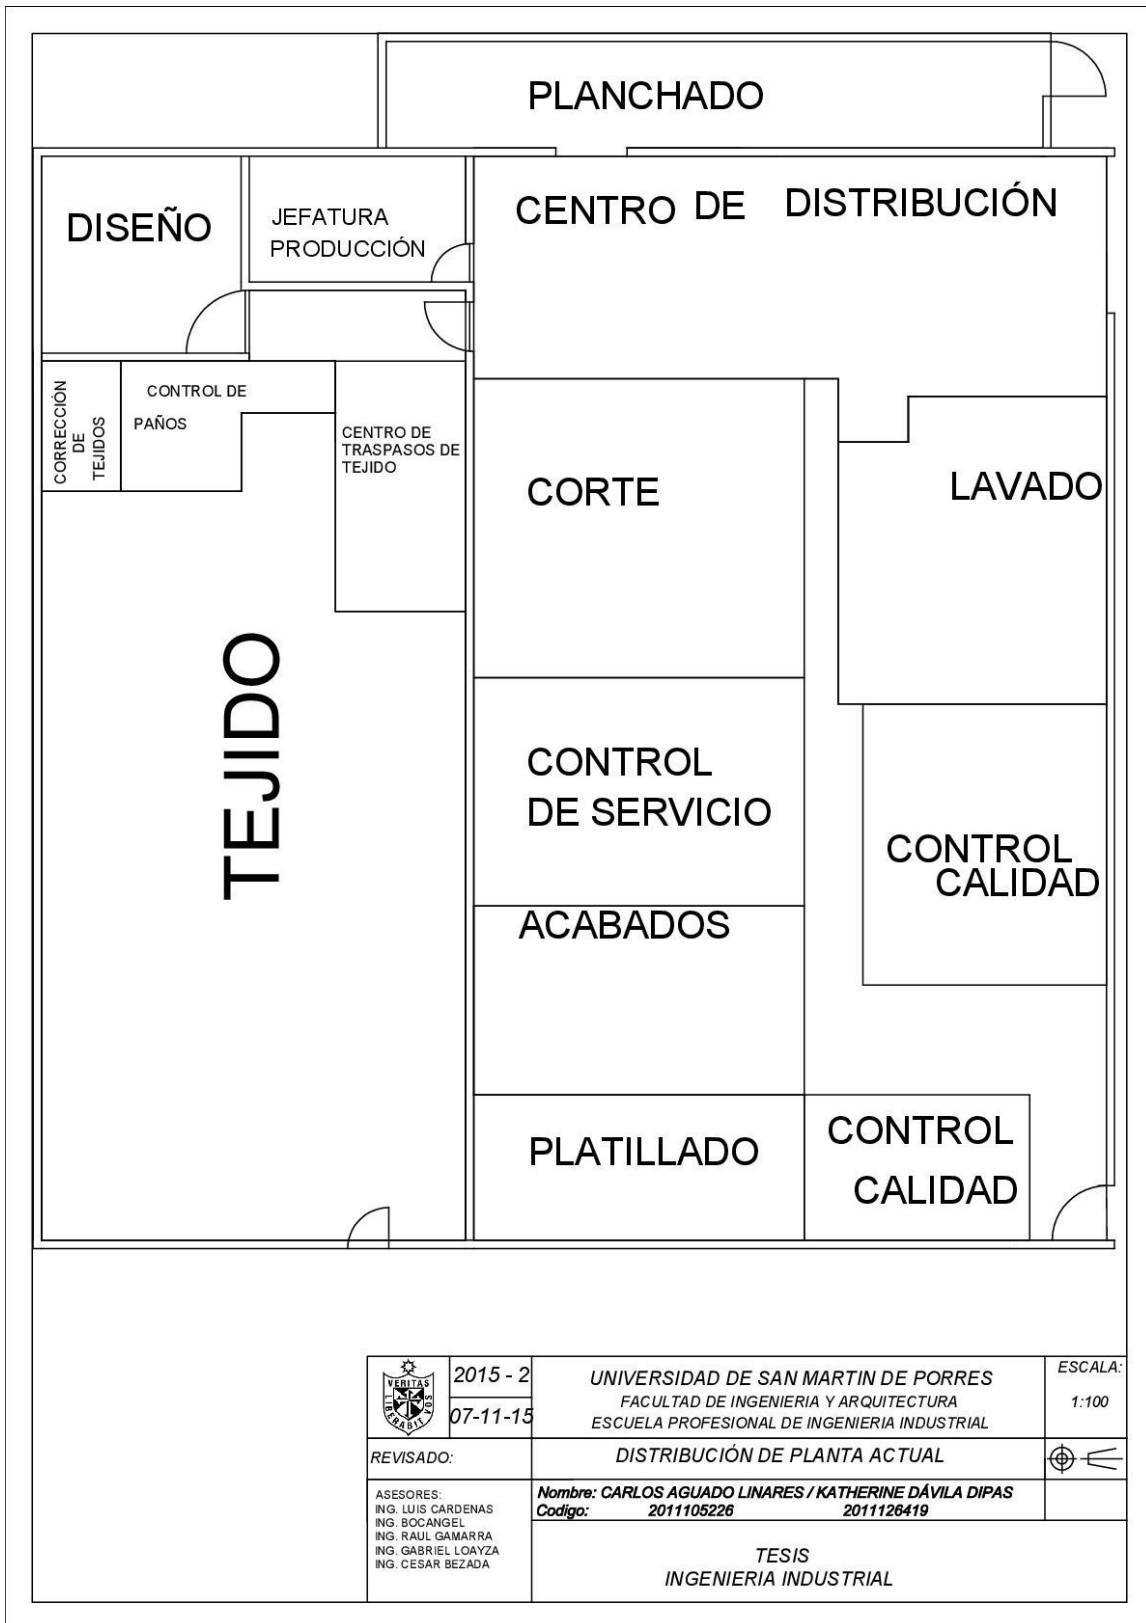 PLANCHADO
CENTRO DE DISTRIBUCIÓN
DISEÑO
JEFATURA
PRODUCCIÓN
CORRECCIÓN
DE
TEJIDOS
CONTROL DE
PAÑOS
CENTRO DE
TRASPASOS DE
TEJIDO
CORTE
LAVADO
TEJIDO
CONTROL
DE SERVICIO
CONTROL
CALIDAD
ACABADOS
PLATILLADO
CONTROL
CALIDAD
VERITAS
LIBERABIT VOS
2015 - 2
07-11-15
UNIVERSIDAD DE SAN MARTIN DE PORRES
FACULTAD DE INGENIERIA Y ARQUITECTURA
ESCUELA PROFESIONAL DE INGENIERIA INDUSTRIAL
ESCALA:
1:100
REVISADO:
DISTRIBUCIÓN DE PLANTA ACTUAL
ASESORES:
ING. LUIS CARDENAS
ING. BOCANGEL
ING. RAUL GAMARRA
ING. GABRIEL LOAYZA
ING. CESAR BEZADA
Nombre: CARLOS AGUADO LINARES / KATHERINE DÁVILA DIPAS
Codigo: 2011105226 2011126419
TESIS
INGENIERIA INDUSTRIAL